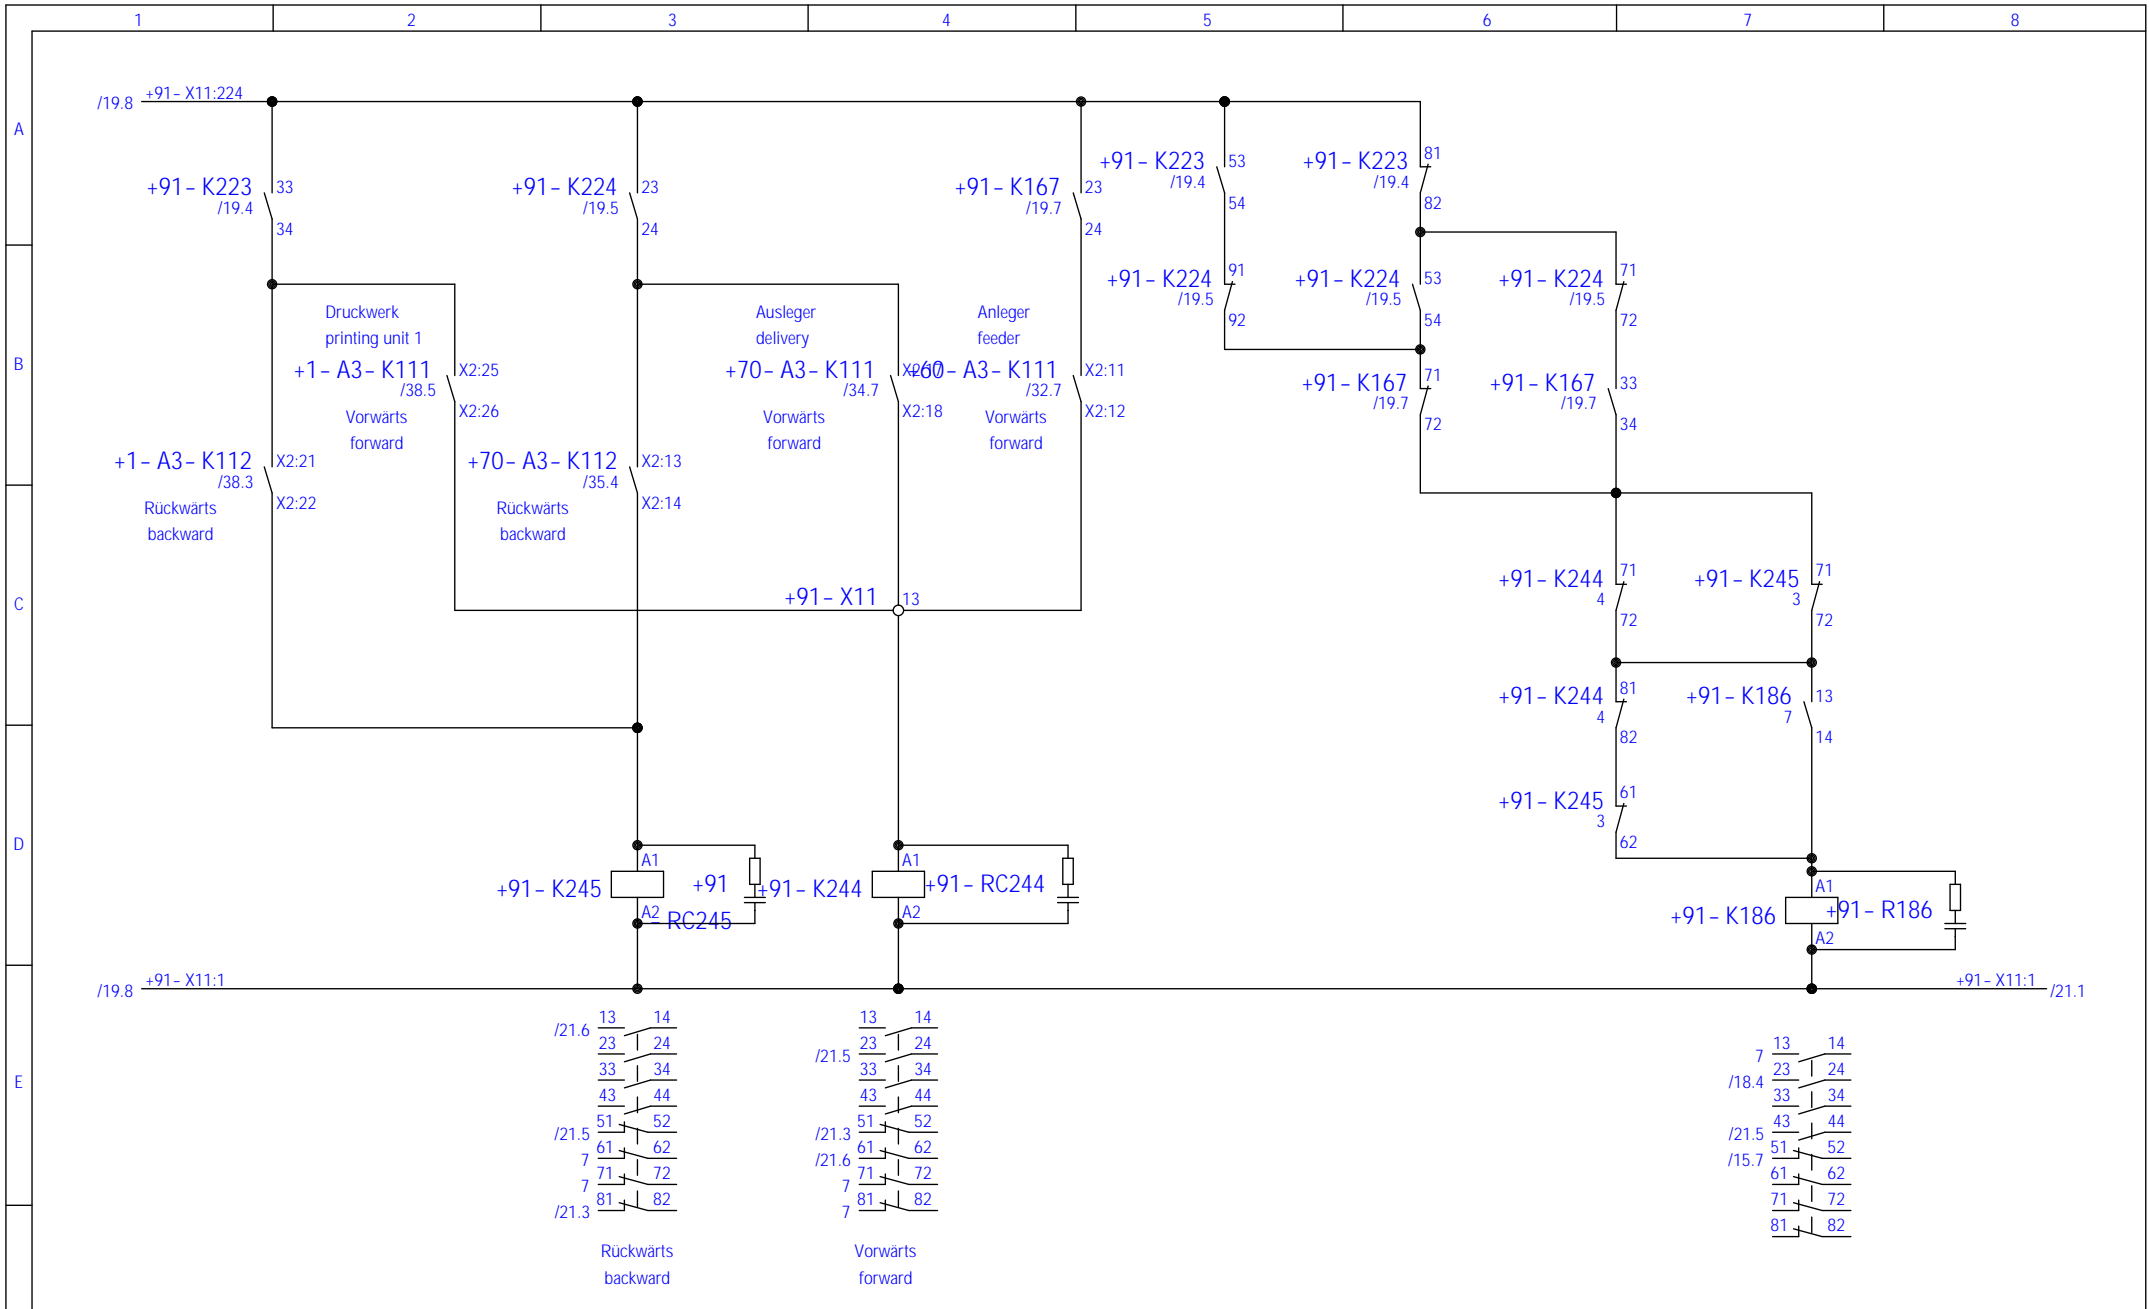 1 2 3 4 5 6 7 8
A
B
C
D
E
/19.8 +91-X11:224
+91-K223 33
/19.4
34
+91-K224 23
/19.5
24
+91-K167 23
/19.7
24
+91-K223 53
/19.4
54
+91-K223 81
/19.4
82
+91-K224 91
/19.5
92
+91-K224 53
/19.5
54
+91-K224 71
/19.5
72
Druckwerk
printing unit 1
+1-A3-K111 X2:25
/38.5
X2:26
Vorwärts
forward
Ausleger
delivery
+70-A3-K111 X2:17
/34.7
X2:18
Vorwärts
forward
Anleger
feeder
+60-A3-K111 X2:11
/32.7
X2:12
Vorwärts
forward
+91-K167 71
/19.7
72
+91-K167 33
/19.7
34
+1-A3-K112 X2:21
/38.3
X2:22
Rückwärts
backward
+70-A3-K112 X2:13
/35.4
X2:14
Rückwärts
backward
+91-X11 13
+91-K244 71
4
72
+91-K245 71
3
72
+91-K244 81
4
82
+91-K186 13
7
14
+91-K245 61
3
62
+91-K245 A1
A2
+91
-RC245
+91-K244 A1
A2
+91-RC244
+91-K186 A1
A2
+91-R186
/19.8 +91-X11:1
+91-X11:1 /21.1
/21.6 13 14
23 24
33 34
43 44
/21.5 51 52
7 61 62
7 71 72
/21.3 81 82
Rückwärts
backward
13 14
/21.5 23 24
33 34
43 44
/21.3 51 52
/21.6 61 62
7 71 72
7 81 82
Vorwärts
forward
7 13 14
/18.4 23 24
33 34
/21.5 43 44
/15.7 51 52
61 62
71 72
81 82